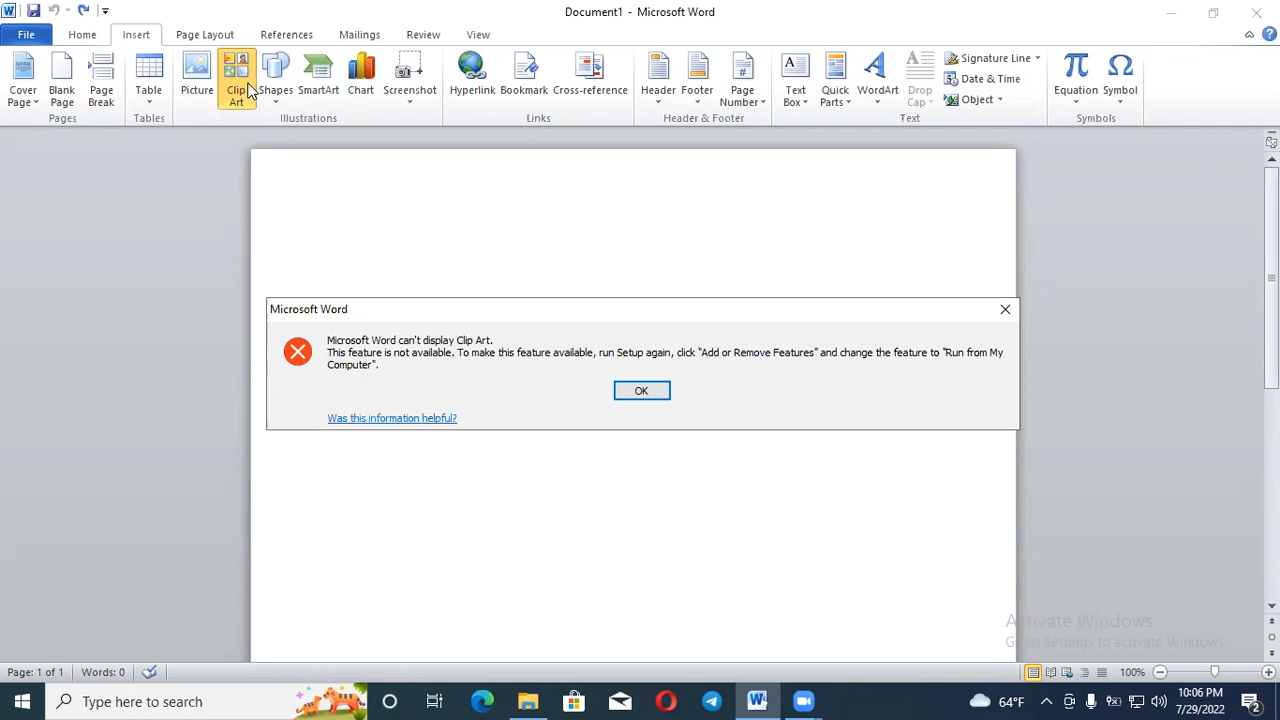 Document1 - Microsoft Word
File Home Insert Page Layout References Mailings Review View
Cover Page
Blank Page
Page Break
Table
Picture
Clip Art
Shapes
SmartArt
Chart
Screenshot
Hyperlink
Bookmark
Cross-reference
Header
Footer
Page Number
Text Box
Quick Parts
WordArt
Drop Cap
Signature Line
Date & Time
Object
Equation
Symbol
Pages Tables Illustrations Links Header & Footer Text Symbols
Microsoft Word
Microsoft Word can't display Clip Art.
This feature is not available. To make this feature available, run Setup again, click "Add or Remove Features" and change the feature to "Run from My
Computer".
OK
Was this information helpful?
Activate Windows
Go to Settings to activate Windows.
Page: 1 of 1 Words: 0 100%
Type here to search 64°F 10:06 PM
7/29/2022 2